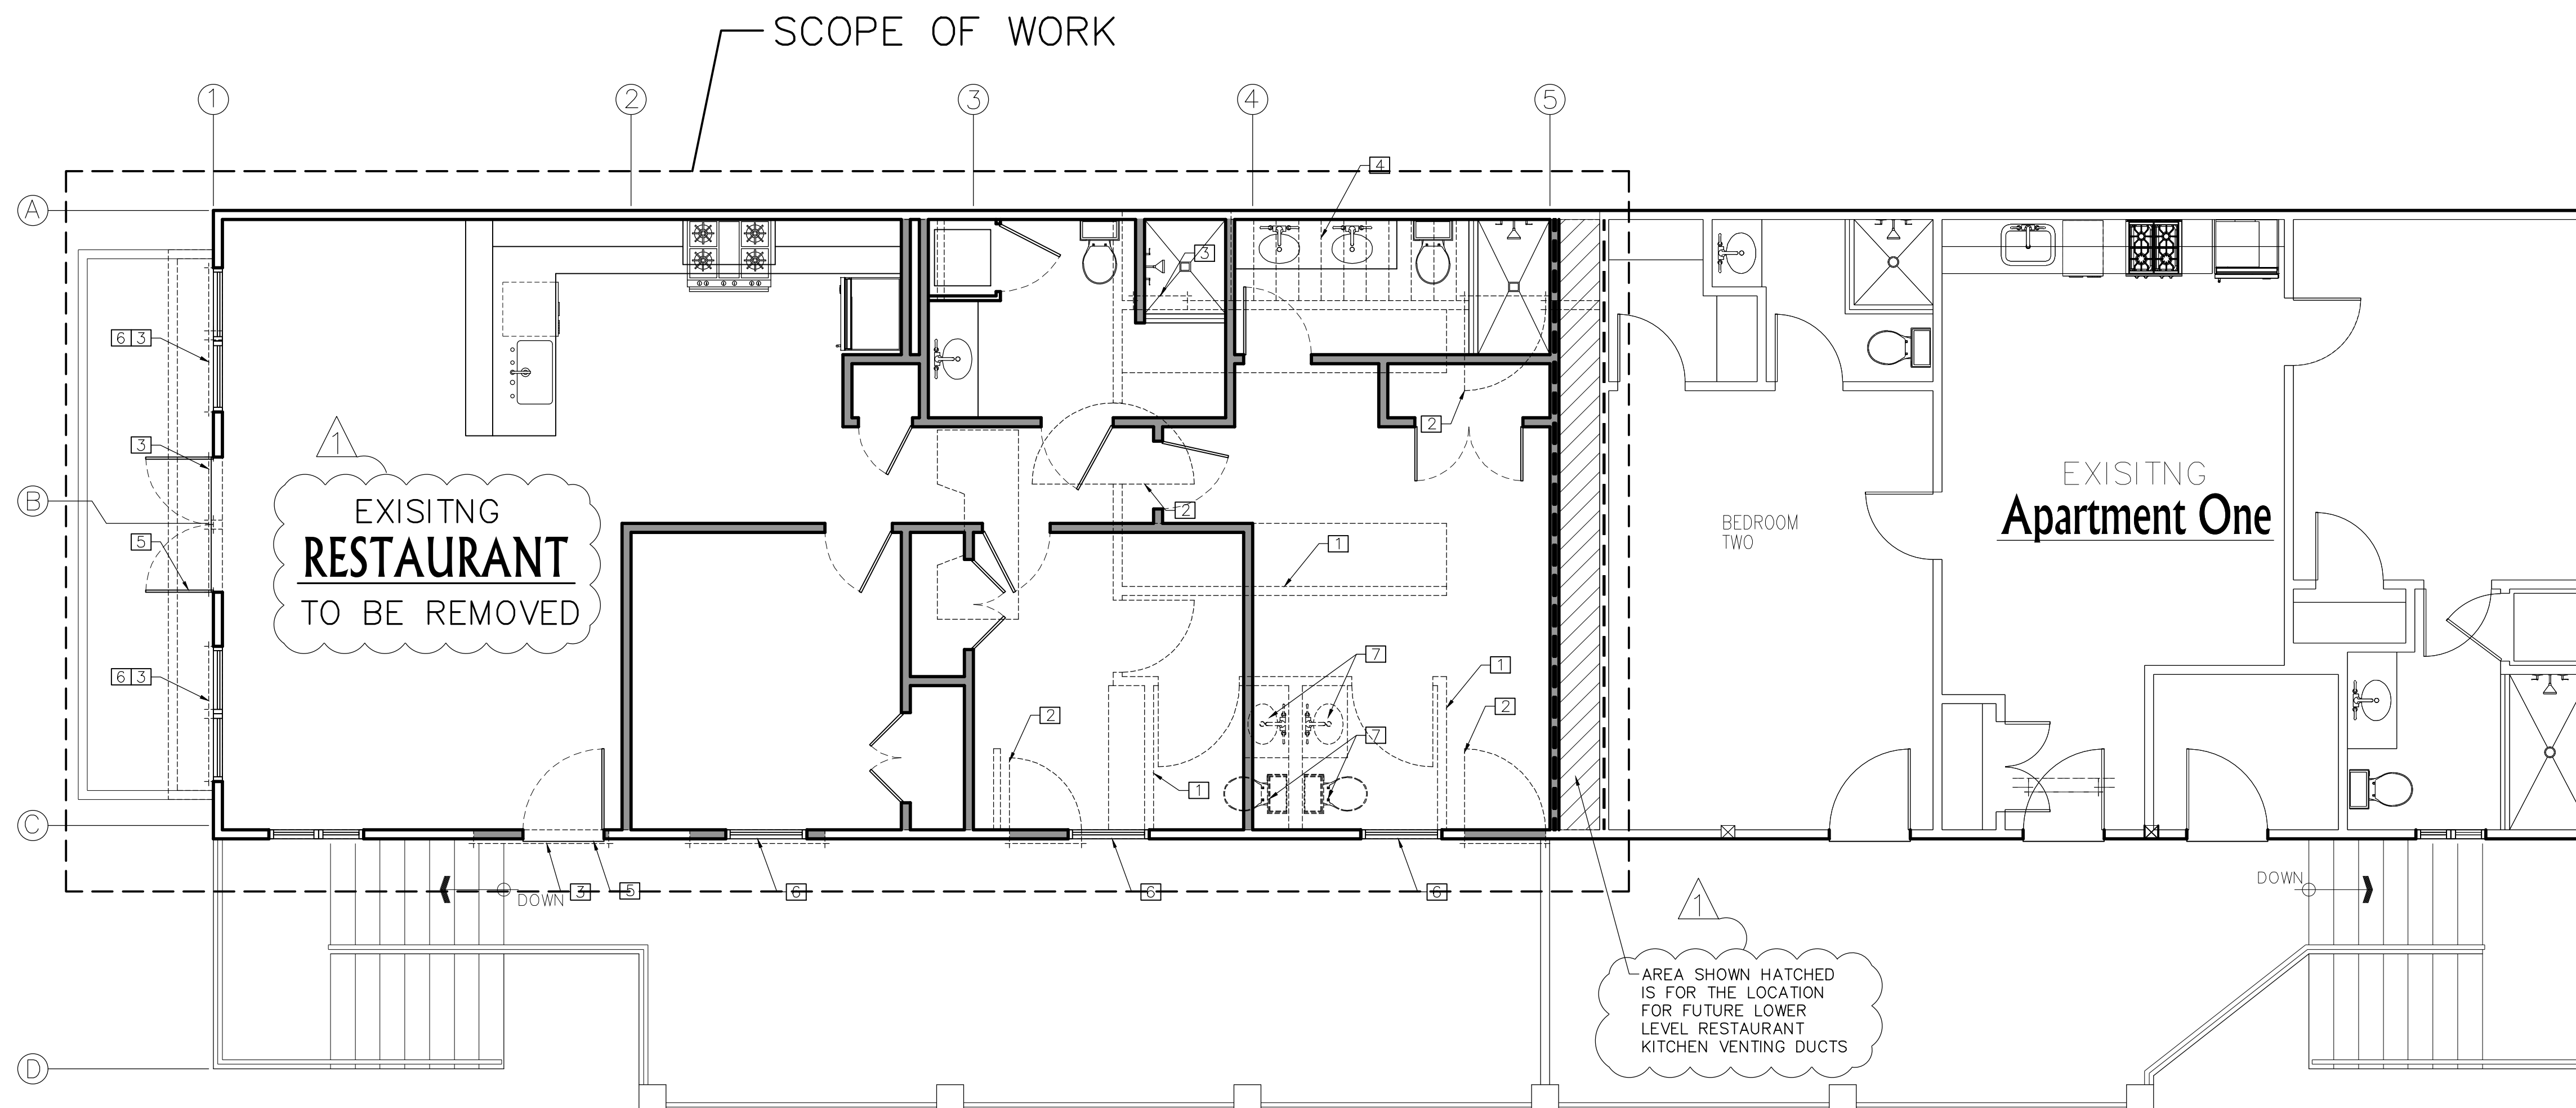 SCOPE OF WORK
1 2 3 4 5
4
A
3
6 3
2
3
1
B
EXISITNG
RESTAURANT
TO BE REMOVED
2
5
1
EXISITNG
Apartment One
BEDROOM
TWO
6 3
7
1
2
2
7
1
C
3
5
6
6
6
DOWN
DOWN
1
AREA SHOWN HATCHED
IS FOR THE LOCATION
FOR FUTURE LOWER
LEVEL RESTAURANT
KITCHEN VENTING DUCTS
D